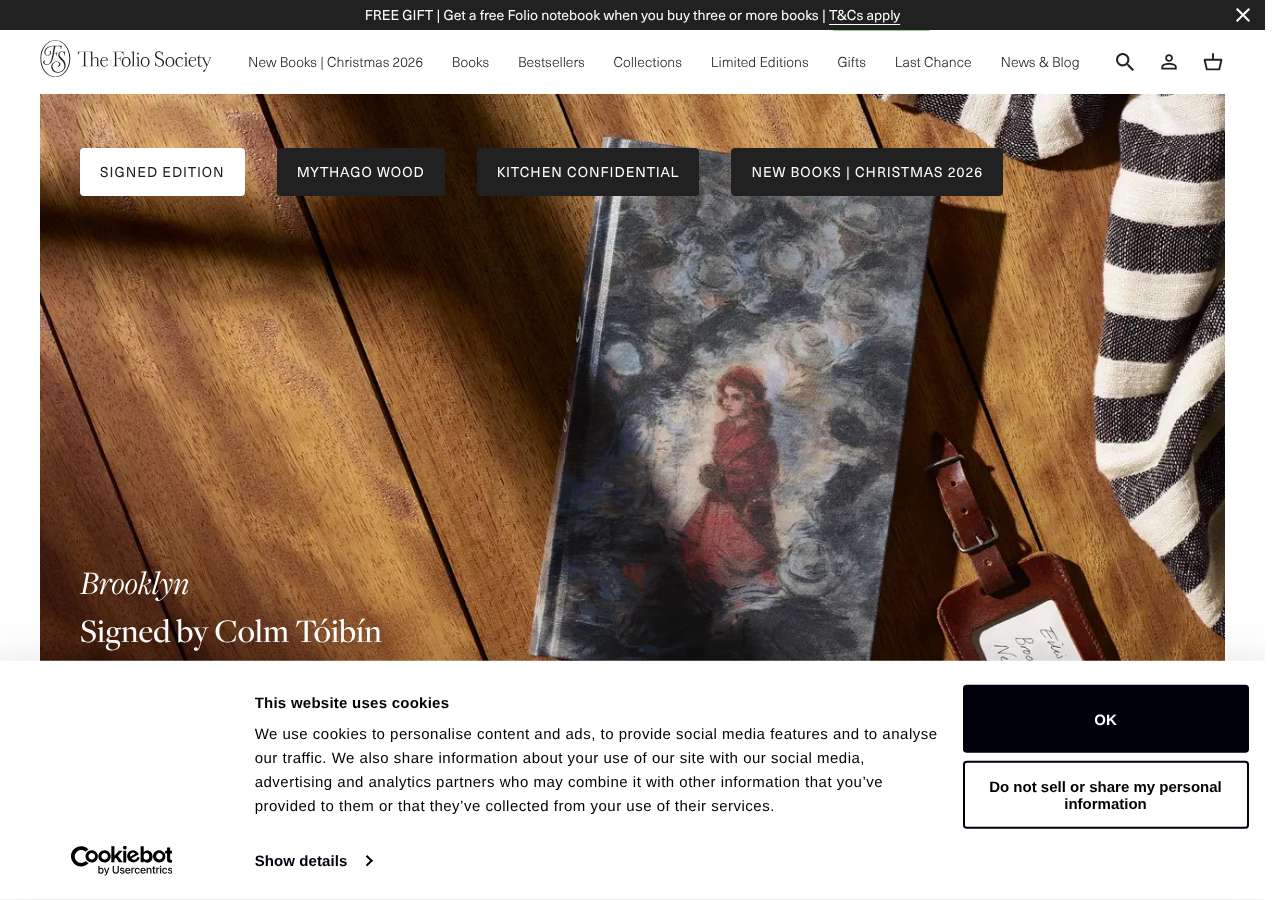 FREE GIFT | Get a free Folio notebook when you buy three or more books | T&Cs apply
FS The Folio Society
New Books | Christmas 2026
Books
Bestsellers
Collections
Limited Editions
Gifts
Last Chance
News & Blog
SIGNED EDITION
MYTHAGO WOOD
KITCHEN CONFIDENTIAL
NEW BOOKS | CHRISTMAS 2026
Brooklyn
Signed by Colm Tóibín
This website uses cookies
We use cookies to personalise content and ads, to provide social media features and to analyse
our traffic. We also share information about your use of our site with our social media,
advertising and analytics partners who may combine it with other information that you've
provided to them or that they've collected from your use of their services.
Show details
OK
Do not sell or share my personal
information
Cookiebot
by Usercentrics